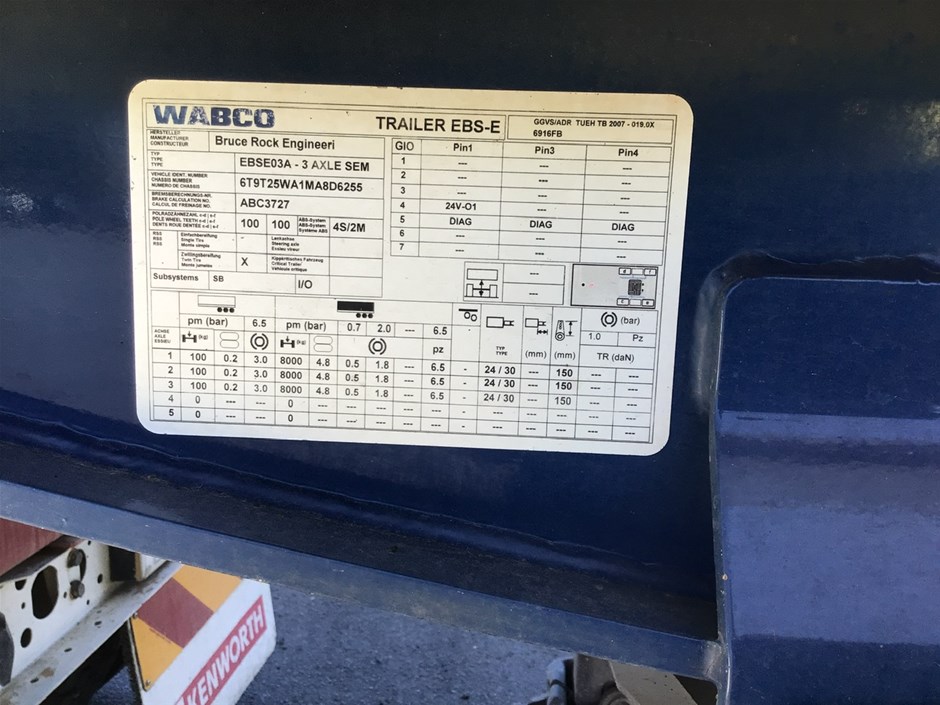 WABCO
TRAILER EBS-E
GGVS/ADR TUEH TB 2007 - 019.0X
6916FB
HERSTELLER
MANUFACTURER
CONSTRUCTEUR
Bruce Rock Engineeri
TYP
TYPE
TYPE
EBSE03A - 3 AXLE SEM
VEHICLE IDENT. NUMBER
CHASSIS NUMBER
NUMERO DE CHASSIS
6T9T25WA1MA8D6255
BREMSBERECHNUNGS-NR.
BRAKE CALCULATION NO.
CALCUL DE FREINAGE NO.
ABC3727
POLRADZÄHNEZAHL c-d | e-f
POLE WHEEL TEETH c-d | e-f
DENTS ROUE DENTEE c-d | e-f
100 100
ABS-System
ABS-System
Système ABS
4S/2M
RSS
RSS
RSS
Einfachbereifung
Single Tire
Monte simple
-
Lenkachse
Steering axle
Essieu vireur
Zwillingsbereifung
Twin Tire
Monte jumelée
X
Kippkritisches Fahrzeug
Critical Trailer
Véhicule critique
Subsystems SB I/O
GIO Pin1 Pin3 Pin4
1 --- --- ---
2 --- --- ---
3 --- --- ---
4 24V-O1 --- ---
5 DIAG DIAG DIAG
6 --- --- ---
7 --- --- ---
---
---
pm (bar) 6.5 pm (bar) 0.7 2.0 --- 6.5 (bar)
1.0 Pz
ACHSE
AXLE
ESSIEU
(kg) (kg) pz TYP
TYPE
(mm) (mm) TR (daN)
1 100 0.2 3.0 8000 4.8 0.5 1.8 --- 6.5 - 24 / 30 --- 150 --- ---
2 100 0.2 3.0 8000 4.8 0.5 1.8 --- 6.5 - 24 / 30 --- 150 --- ---
3 100 0.2 3.0 8000 4.8 0.5 1.8 --- 6.5 - 24 / 30 --- 150 --- ---
4 0 --- --- 0 --- --- --- --- --- - --- --- --- --- ---
5 0 --- --- 0 --- --- --- --- --- - --- --- --- --- ---
KENWORTH